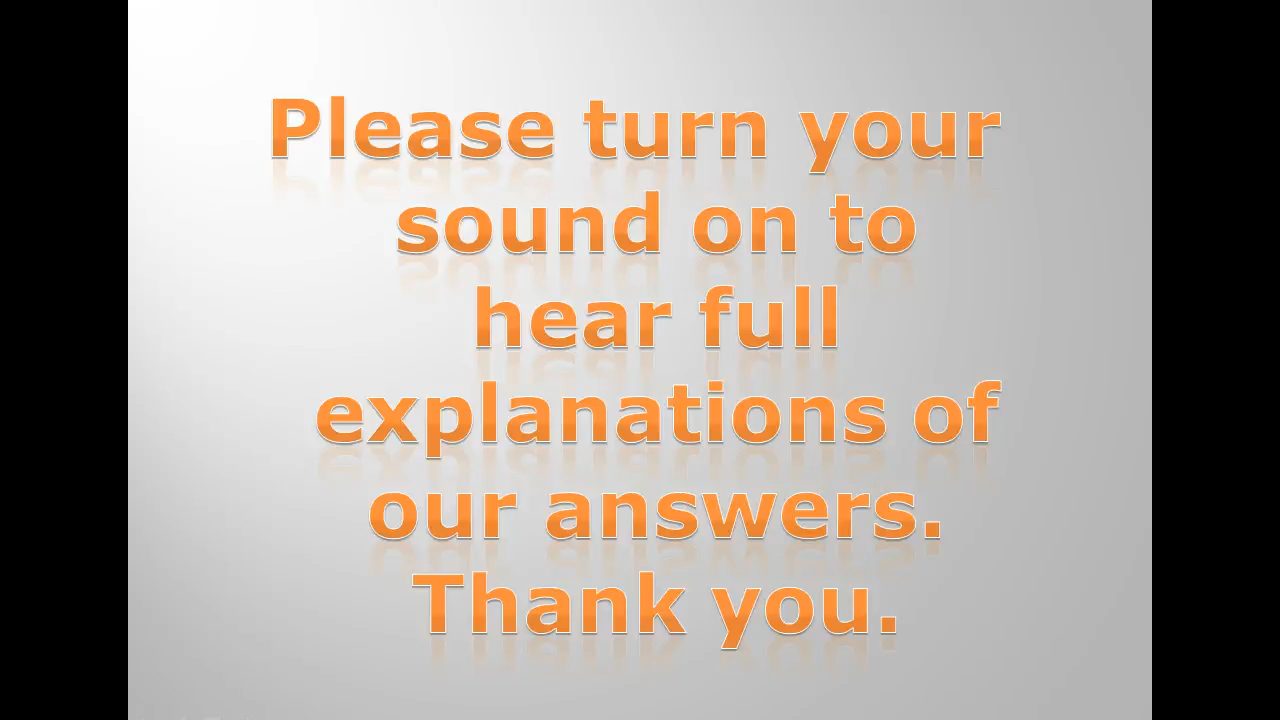 Please turn your
sound on to
hear full
explanations of
our answers.
Thank you.